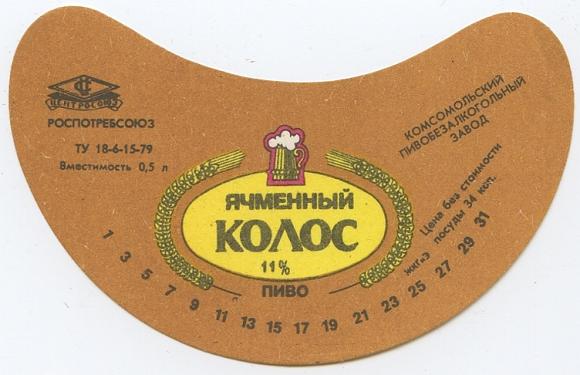 ЦЕНТРОСОЮЗ
РОСПОТРЕБСОЮЗ
ТУ 18-6-15-79
Вместимость 0,5 л
ЯЧМЕННЫЙ
КОЛОС
11%
ПИВО
КОМСОМОЛЬСКИЙ
ПИВОБЕЗАЛКОГОЛЬНЫЙ
ЗАВОД
Цена без стоимости
посуды 34 коп.
1 3 5 7 9 11 13 15 17 19 21 23 25 27 29 31